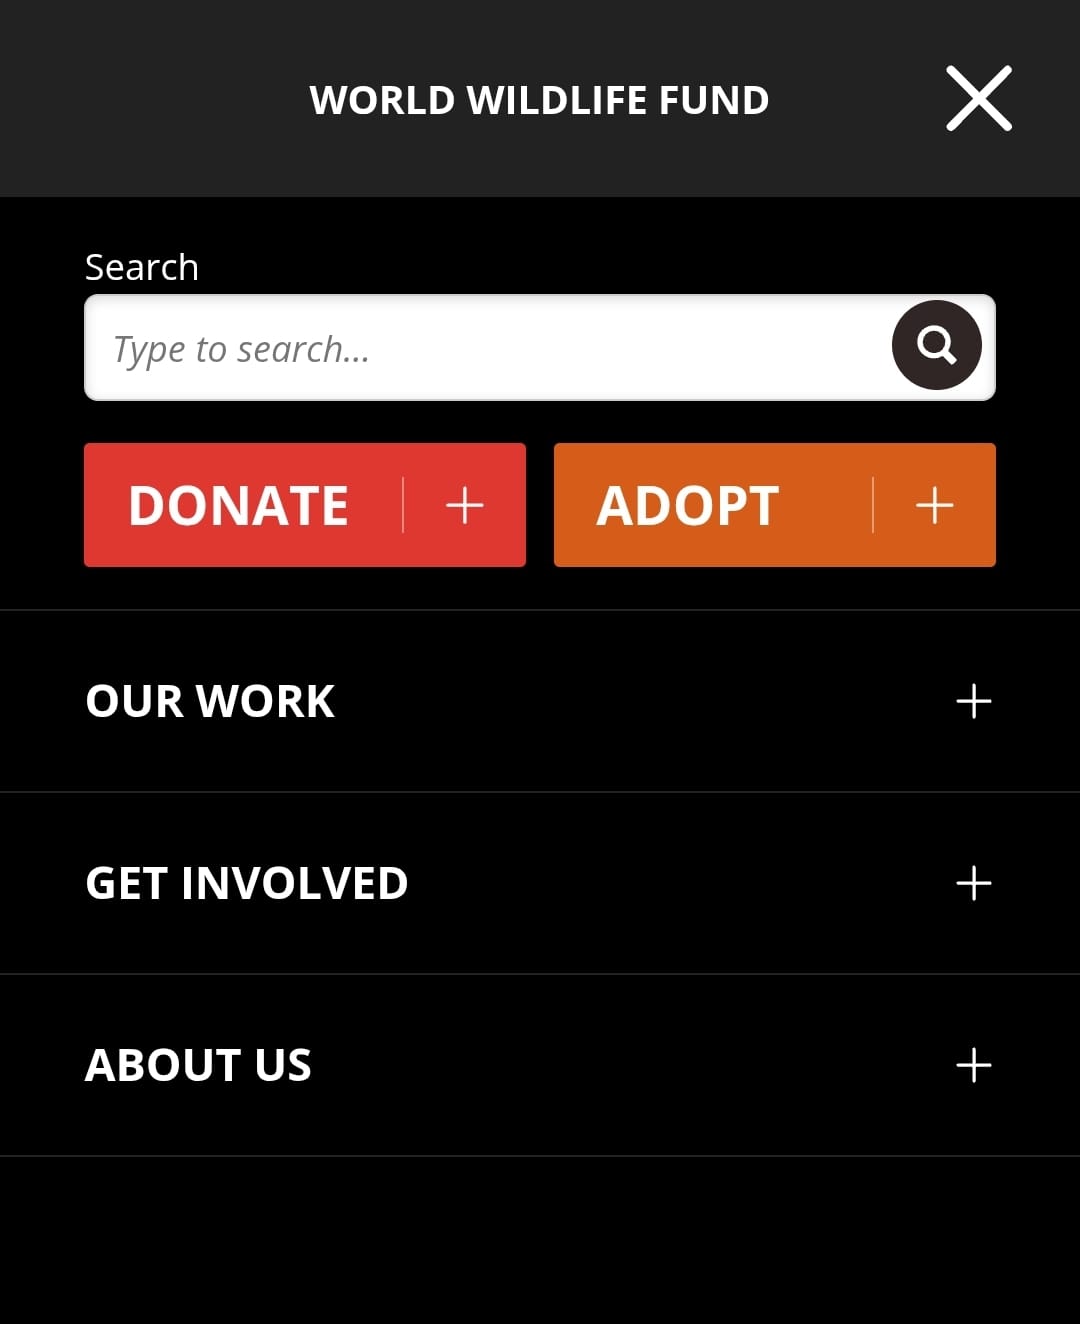 WORLD WILDLIFE FUND
Search
Type to search...
DONATE
ADOPT
OUR WORK
GET INVOLVED
ABOUT US